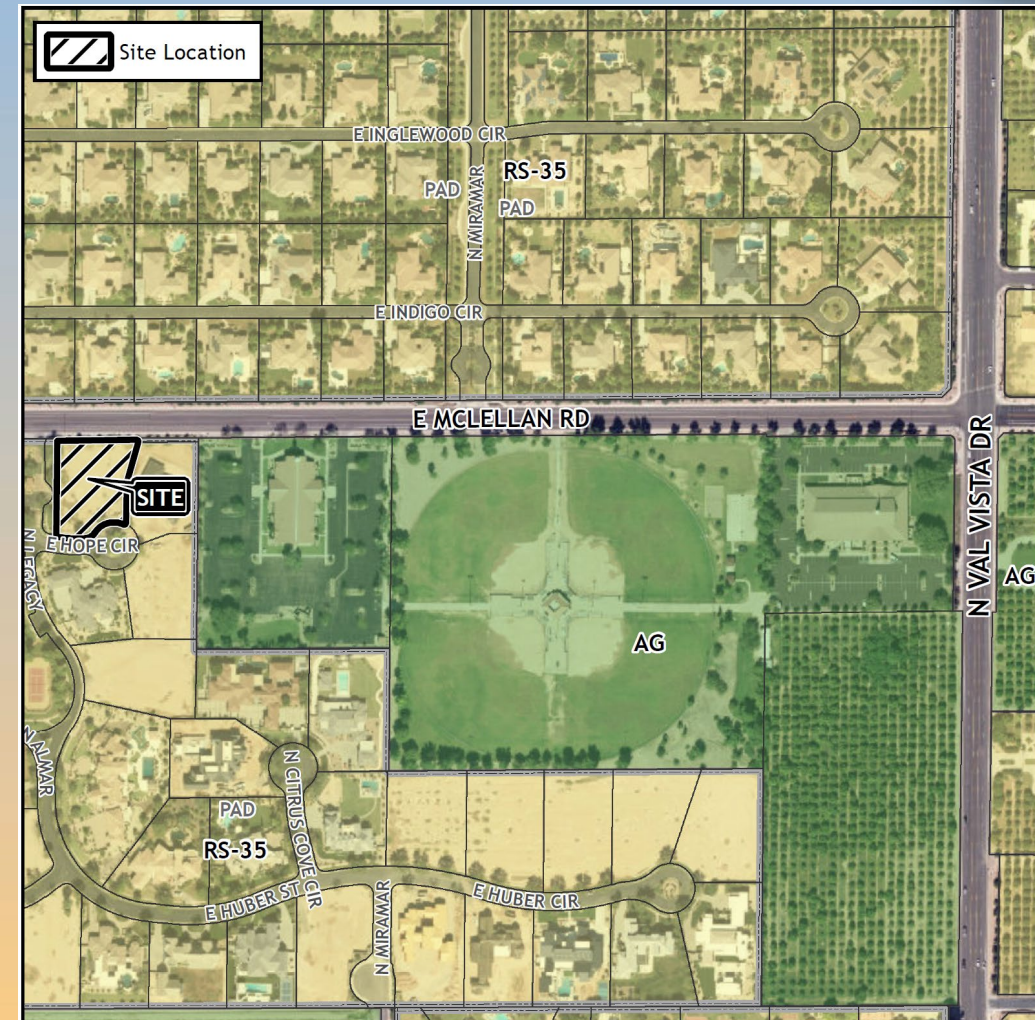 Site Location
E INGLEWOOD CIR
RS-35
PAD
N MIRAMAR
PAD
E INDIGO CIR
E MCLELLAN RD
N VAL VISTA DR
SITE
E HOPE CIR
N LEGACY
AG
AG
N ALMAR
N CITRUS COVE CIR
PAD
RS-35
E HUBER ST
N MIRAMAR
E HUBER CIR